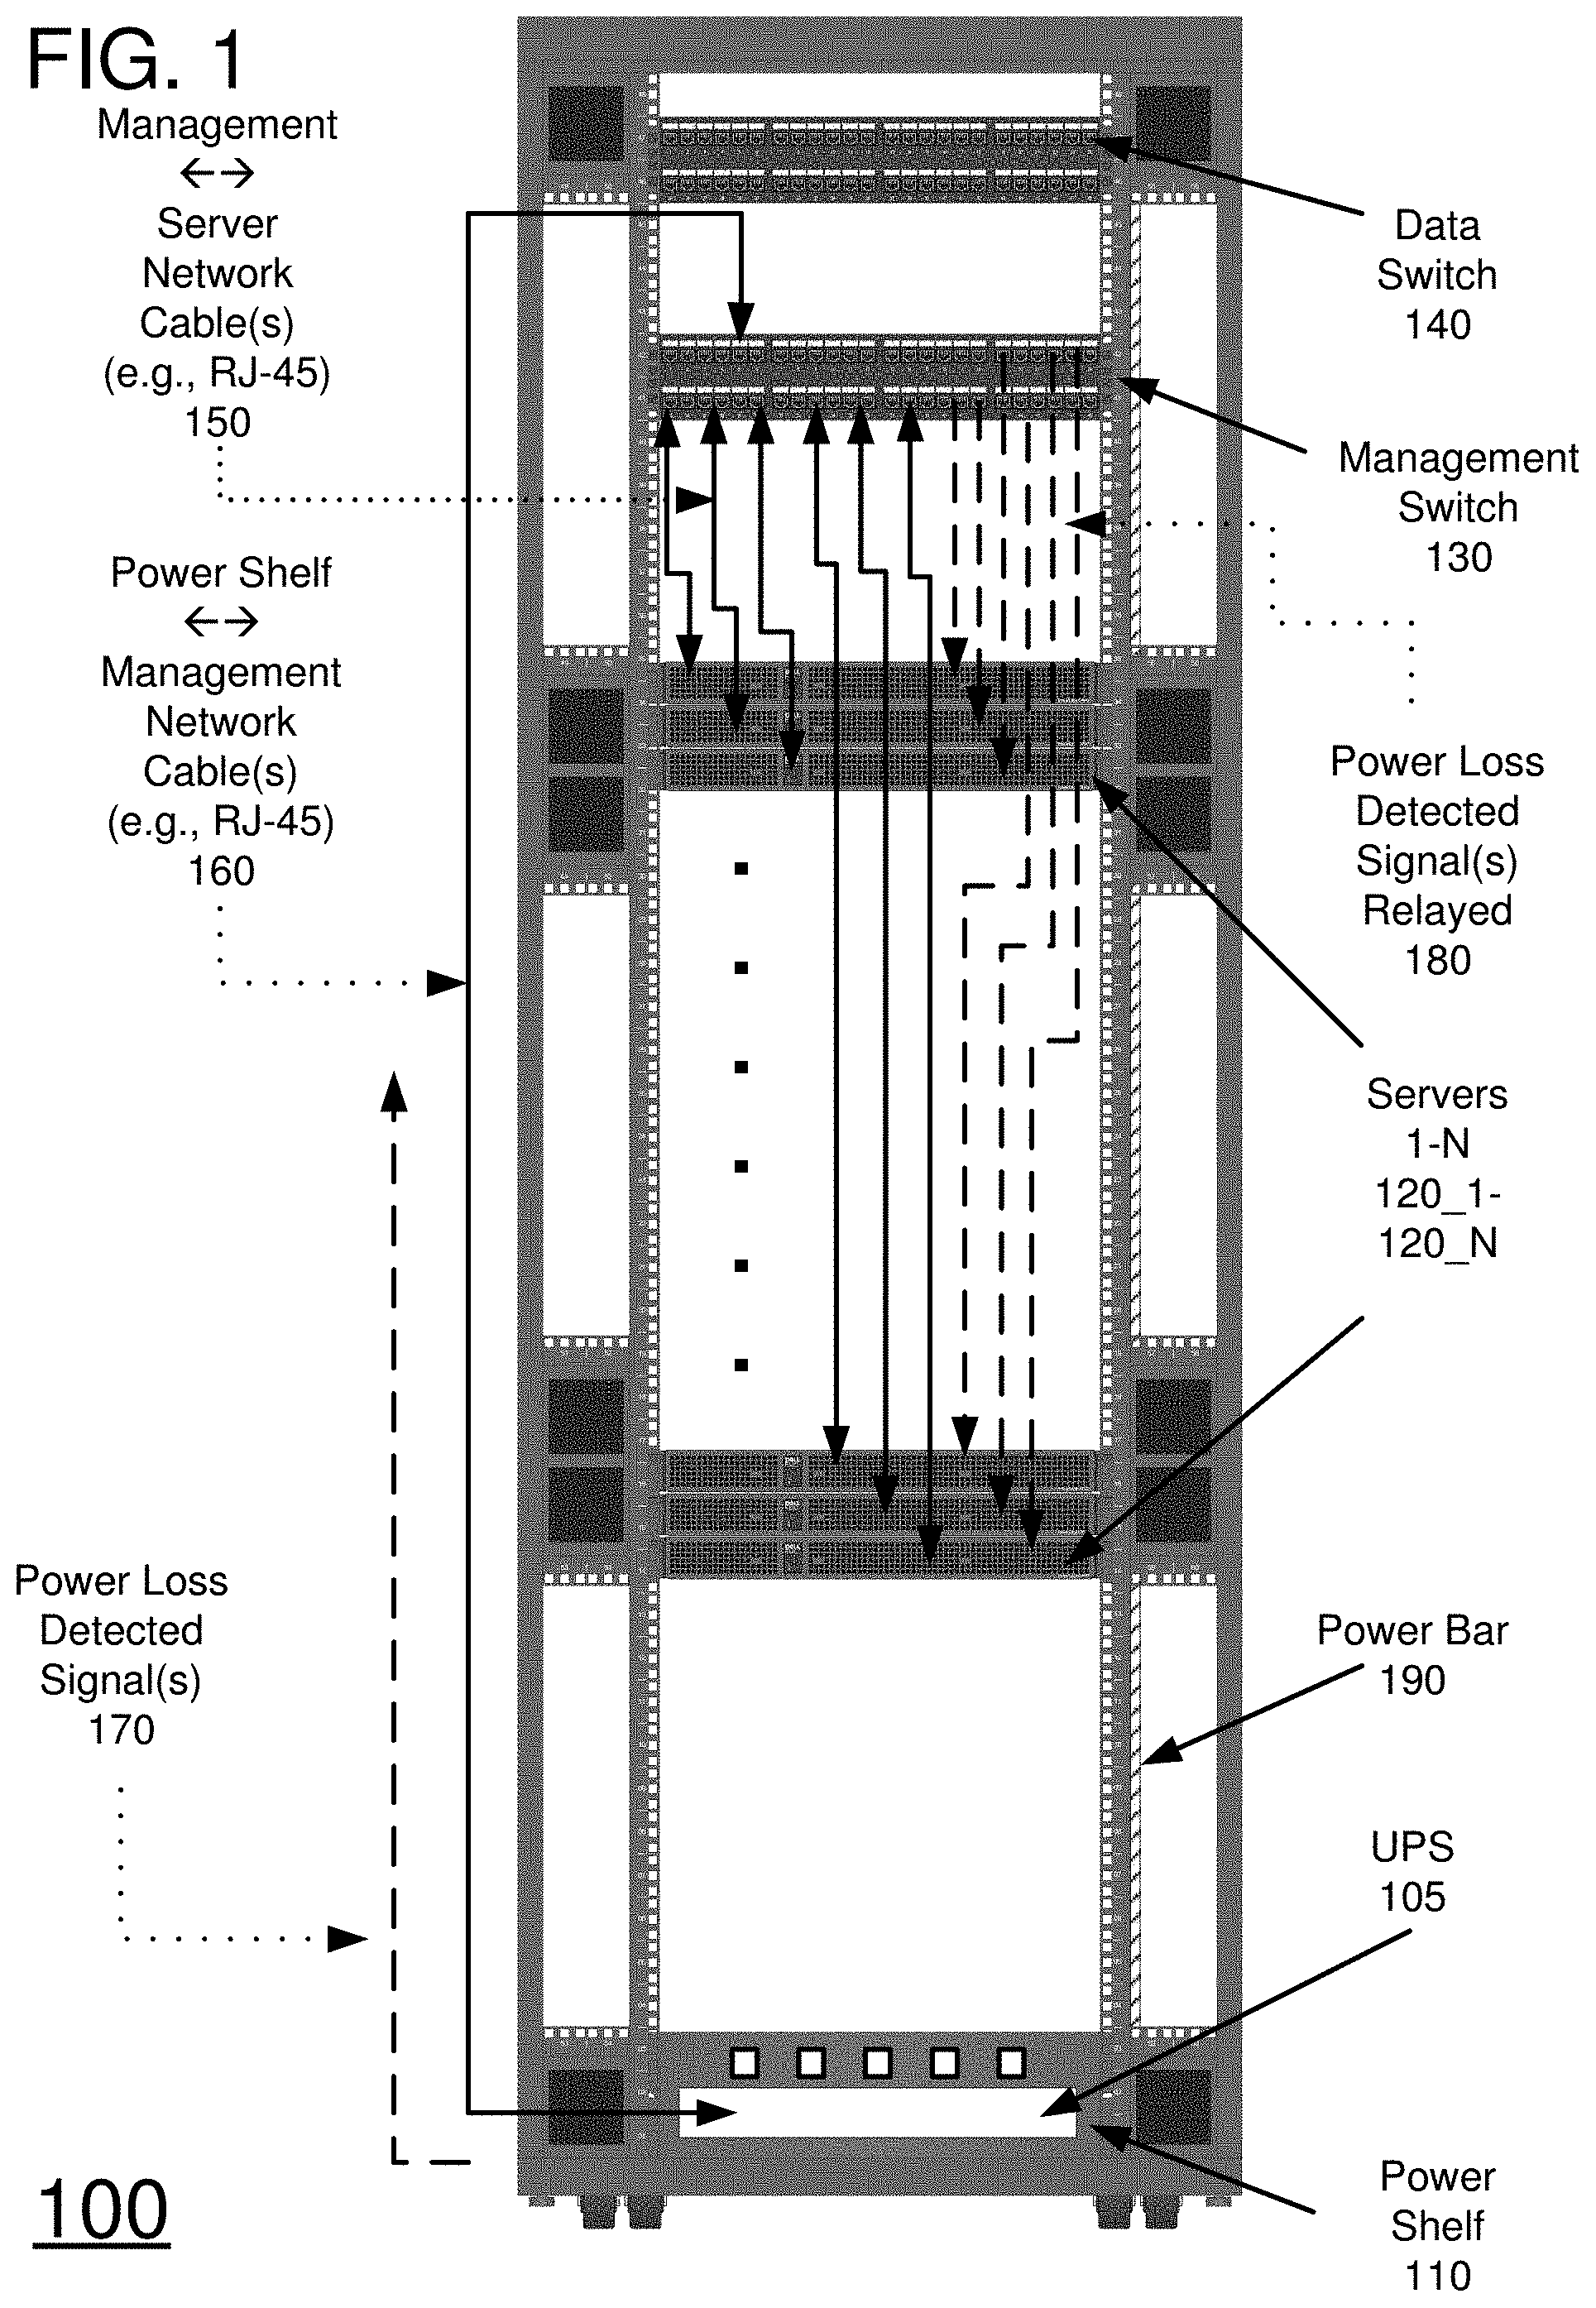 FIG. 1
Management
←→
Server
Network
Cable(s)
(e.g., RJ-45)
150
Power Shelf
←→
Management
Network
Cable(s)
(e.g., RJ-45)
160
Power Loss
Detected
Signal(s)
170
100
Data
Switch
140
Management
Switch
130
Power Loss
Detected
Signal(s)
Relayed
180
Servers
1-N
120_1-
120_N
Power Bar
190
UPS
105
Power
Shelf
110